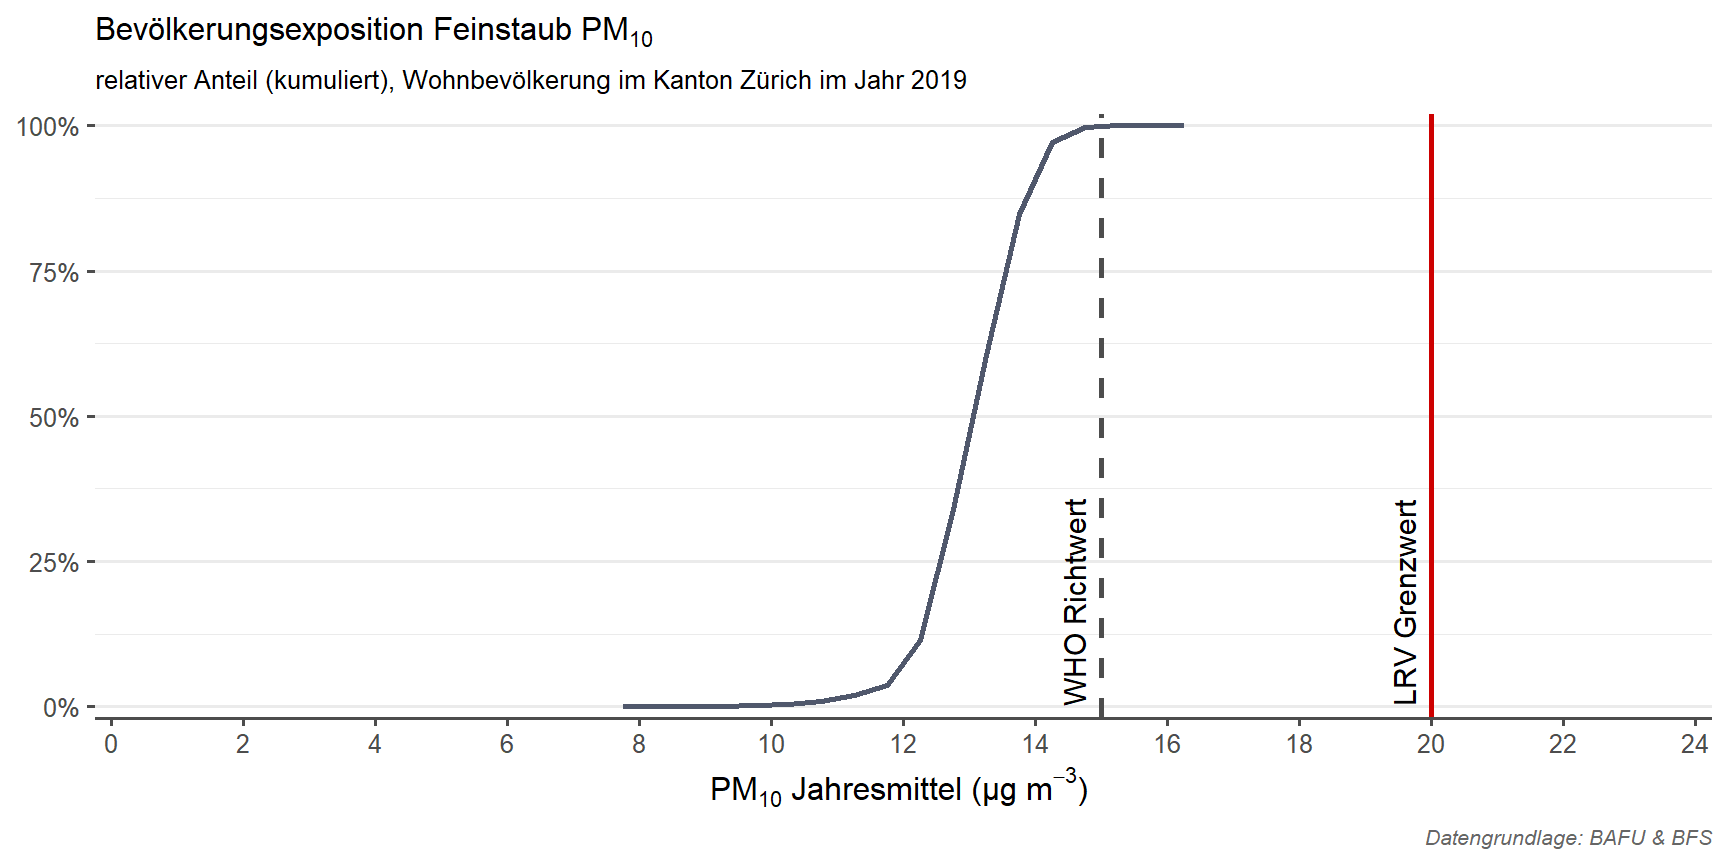 Bevölkerungsexposition Feinstaub PM₁₀
relativer Anteil (kumuliert), Wohnbevölkerung im Kanton Zürich im Jahr 2019
100%
75%
50%
25%
0%
WHO Richtwert
LRV Grenzwert
0 2 4 6 8 10 12 14 16 18 20 22 24
PM₁₀ Jahresmittel (µg m⁻³)
Datengrundlage: BAFU & BFS